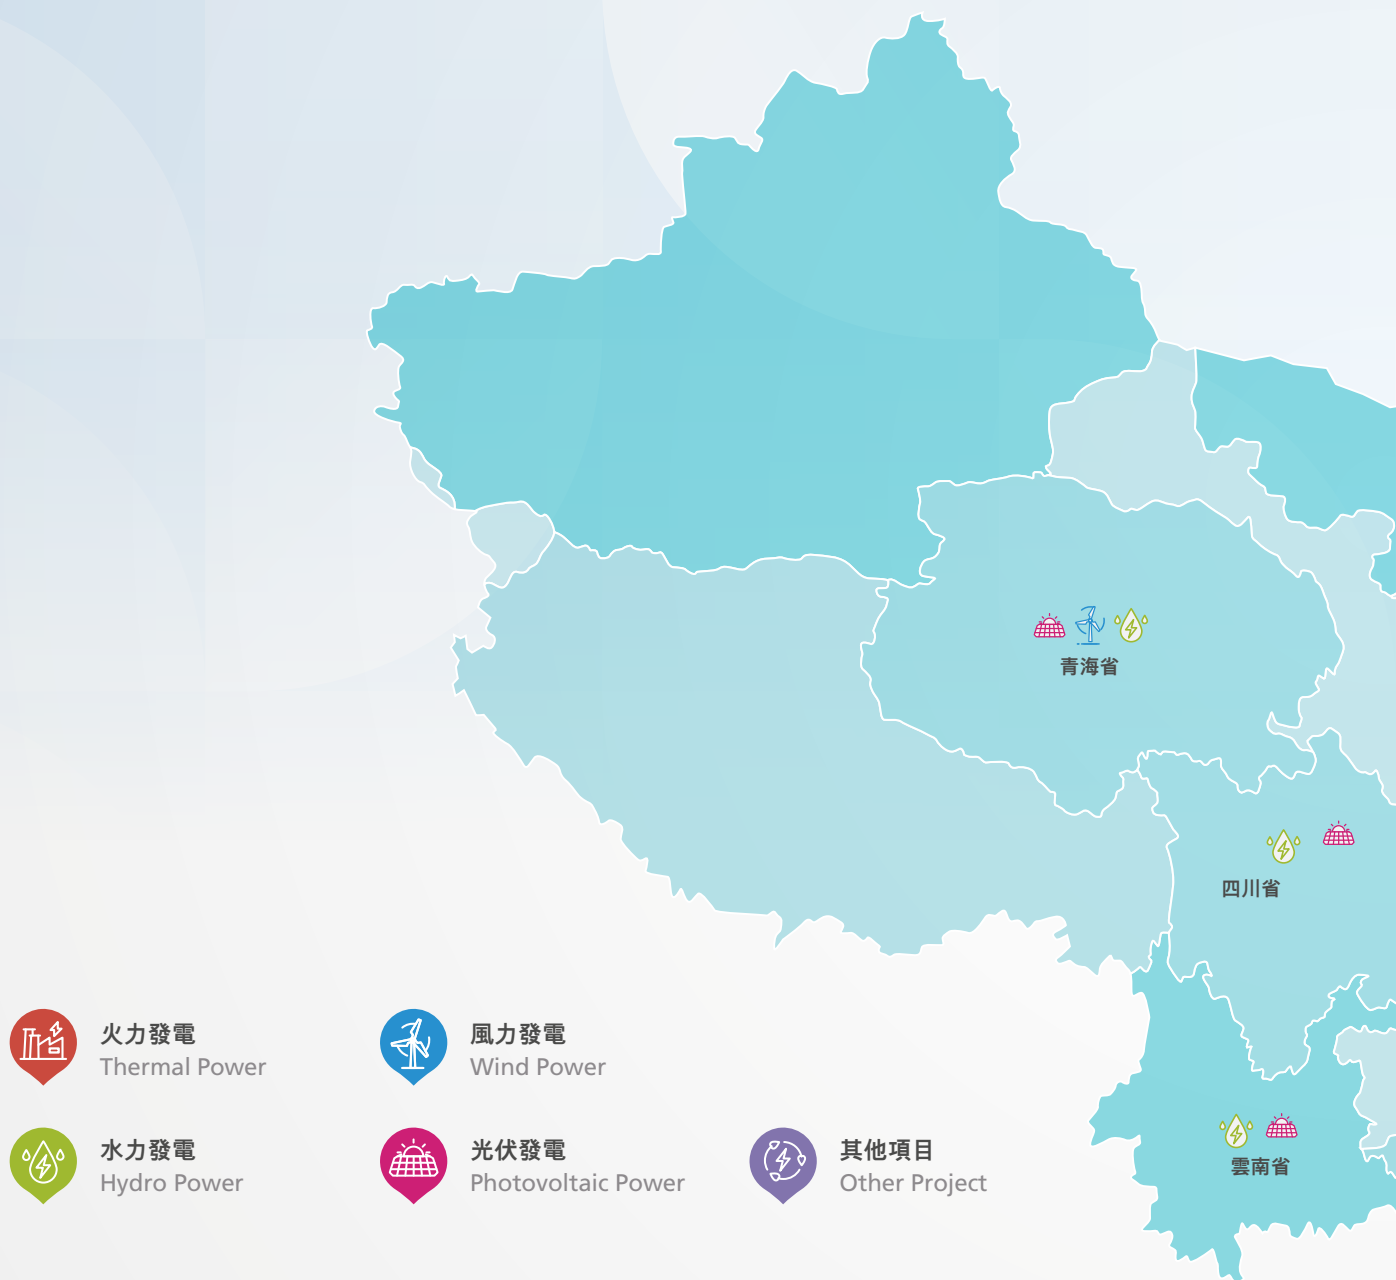 青海省
四川省
雲南省
火力發電
Thermal Power
風力發電
Wind Power
水力發電
Hydro Power
光伏發電
Photovoltaic Power
其他項目
Other Project